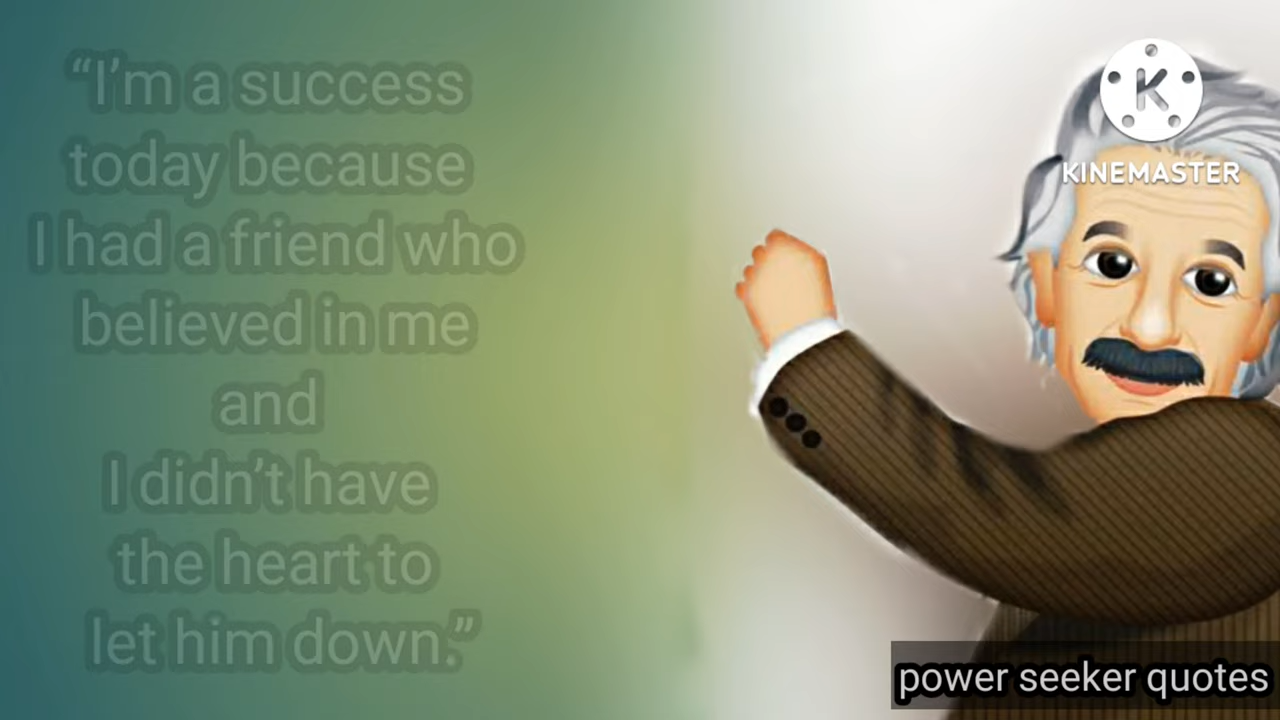 “I’m a success
today because
I had a friend who
believed in me
and
I didn’t have
the heart to
let him down.”
KINEMASTER
power seeker quotes